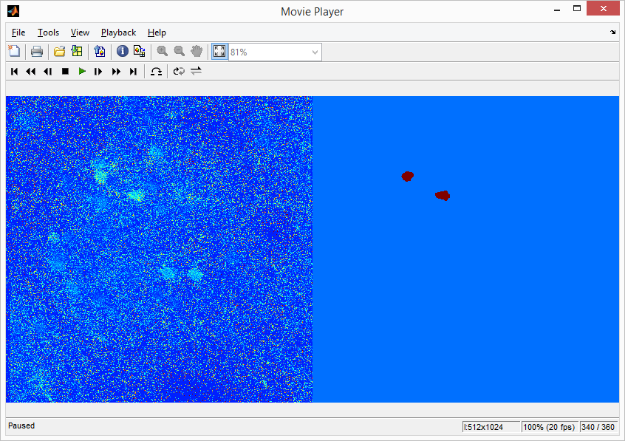 Movie Player
File Tools View Playback Help
81%
Paused
I:512x1024 100% (20 fps) 340 / 360